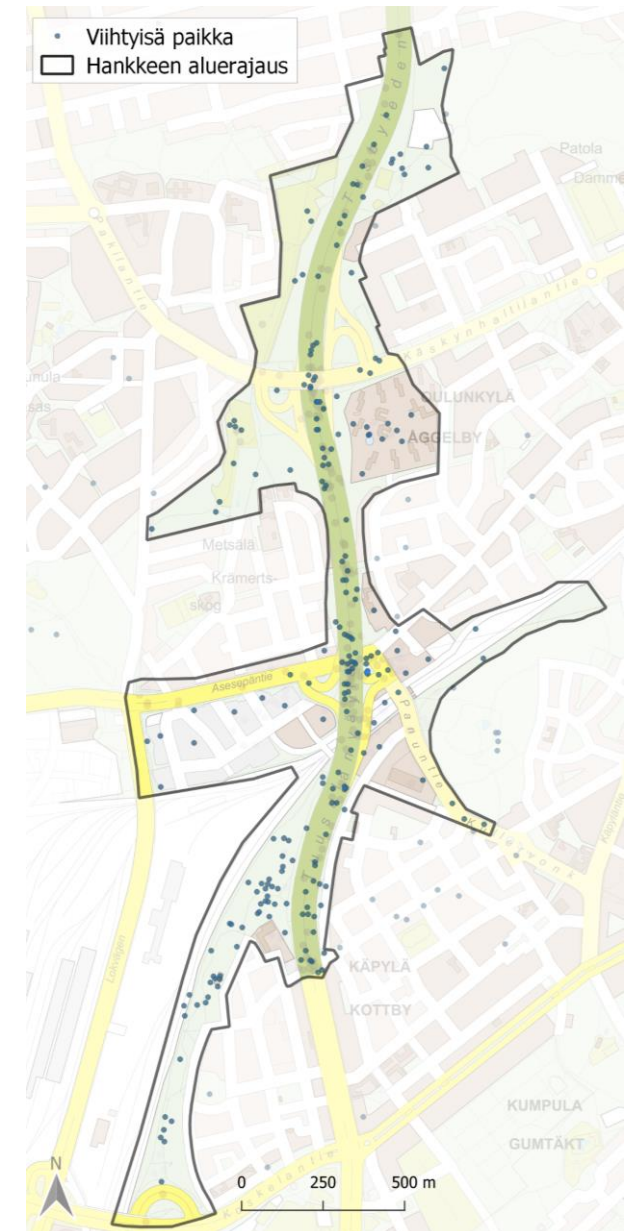 Viihtyisä paikka
Hankkeen aluerajaus
Patola
Pakilantie
Käskynhaltijantie
OULUNKYLÄ
ÅGGELBY
Metsälä
Krämerts-
skog
Asesepäntie
Panuntie
KÄPYLÄ
KOTTBY
KUMPULA
GUMTÄKT
Koskelantie
N
0 250 500 m